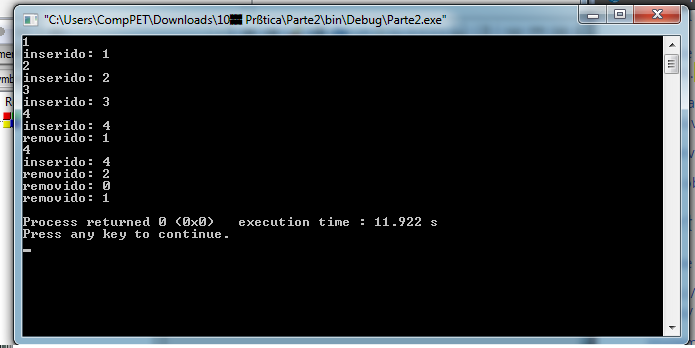 "C:\Users\CompPET\Downloads\10 Prßtica\Parte2\bin\Debug\Parte2.exe"
1
inserido: 1
2
inserido: 2
3
inserido: 3
4
inserido: 4
removido: 1
4
inserido: 4
removido: 2
removido: 0
removido: 1
Process returned 0 (0x0)   execution time : 11.922 s
Press any key to continue.